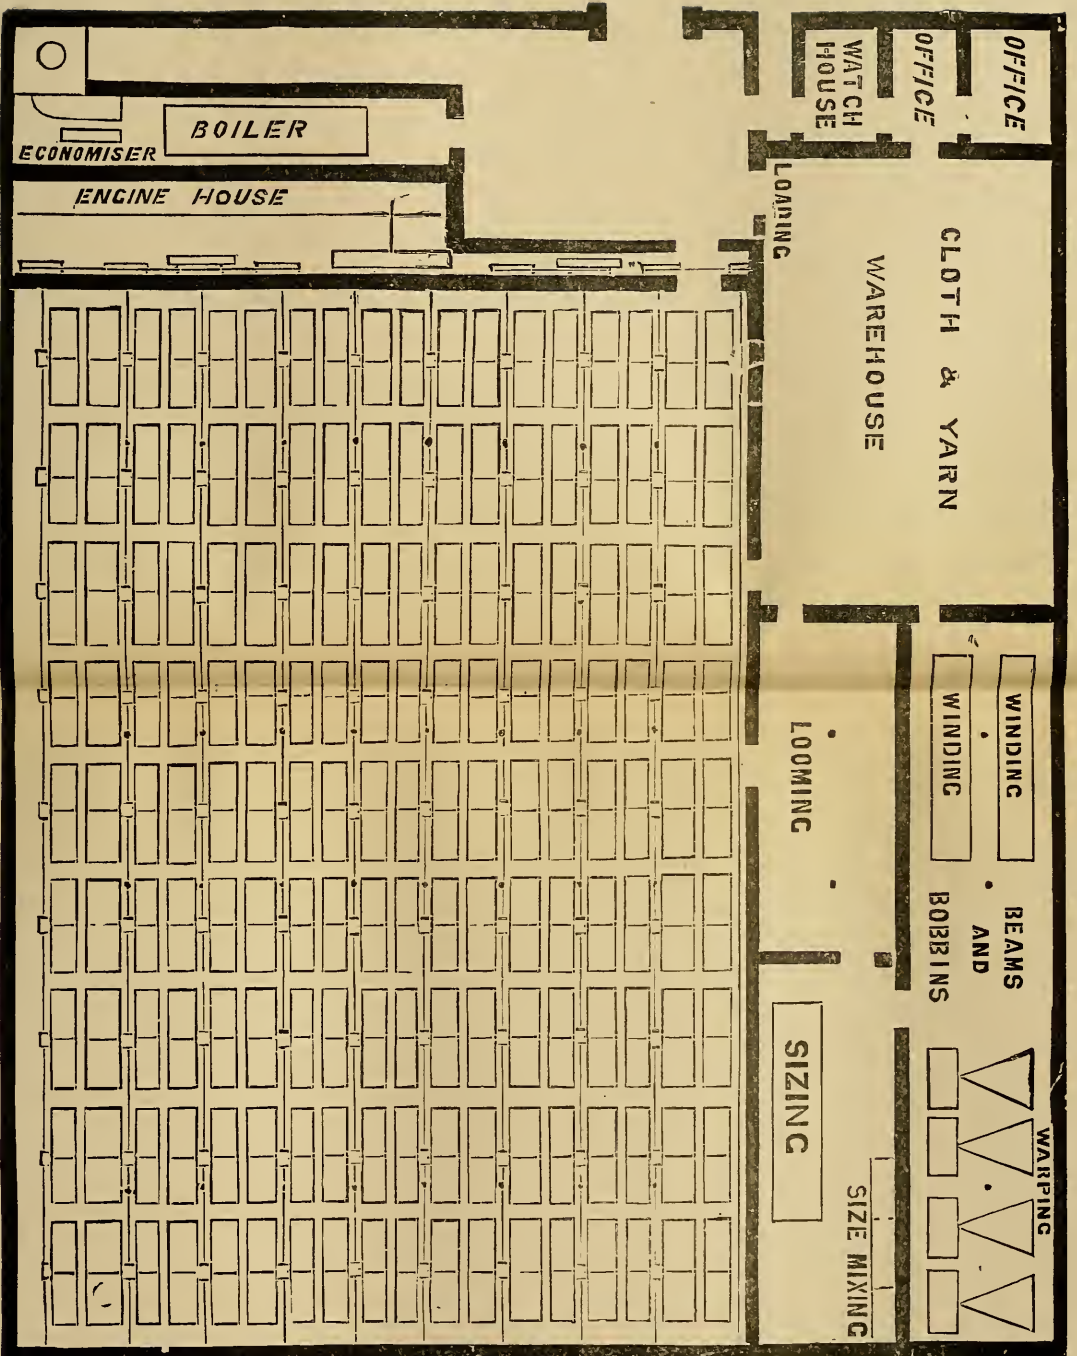 BOILER
ECONOMISER
ENGINE HOUSE
WATCH
HOUSE
OFFICE
OFFICE
LOADING
CLOTH & YARN
WAREHOUSE
LOOMING
WINDING
WINDING
BEAMS
AND
BOBBINS
WARPING
SIZING
SIZE MIXING